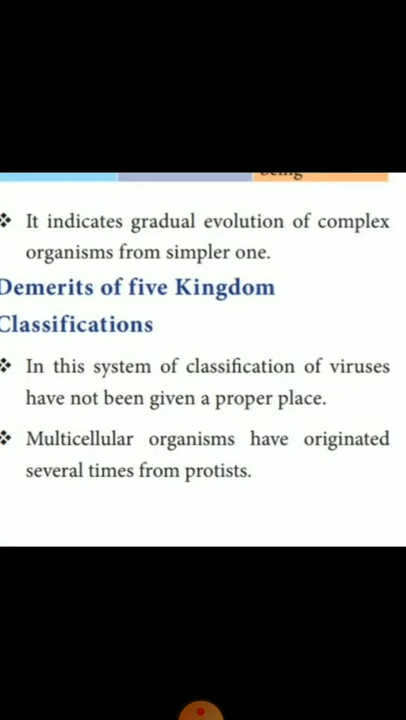 being
❖ It indicates gradual evolution of complex
organisms from simpler one.
Demerits of five Kingdom
Classifications
❖ In this system of classification of viruses
have not been given a proper place.
❖ Multicellular organisms have originated
several times from protists.